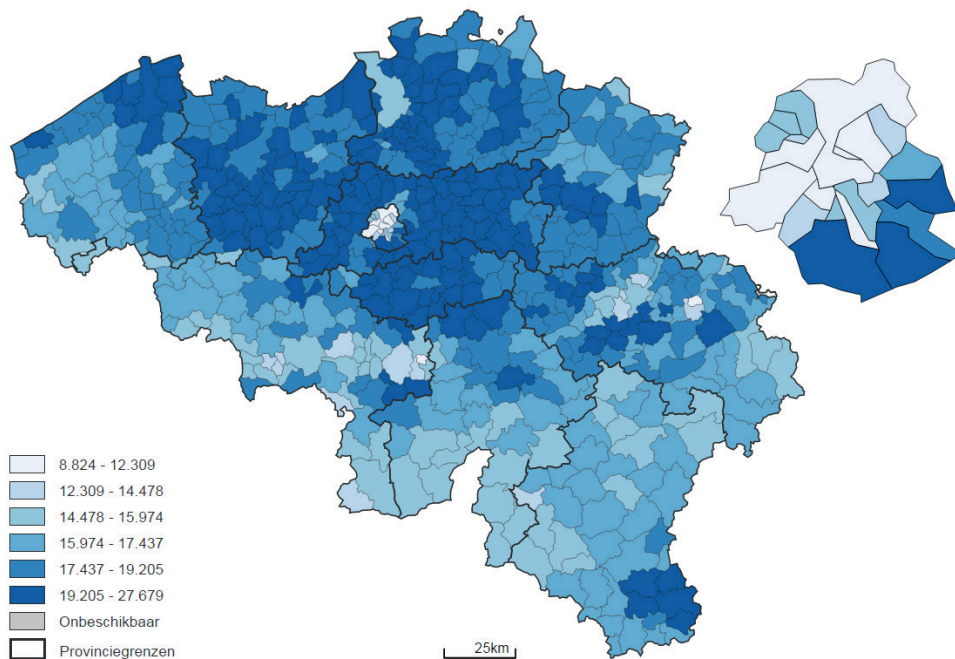 8.824 - 12.309
12.309 - 14.478
14.478 - 15.974
15.974 - 17.437
17.437 - 19.205
19.205 - 27.679
Onbeschikbaar
Provinciegrenzen
25km